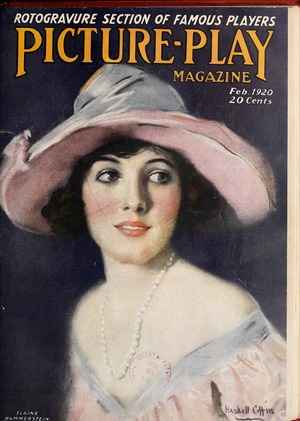 ROTOGRAVURE SECTION OF FAMOUS PLAYERS
PICTURE-PLAY
MAGAZINE
Feb. 1920
20 Cents
ELAINE
HAMMERSTEIN
Haskell Coffin